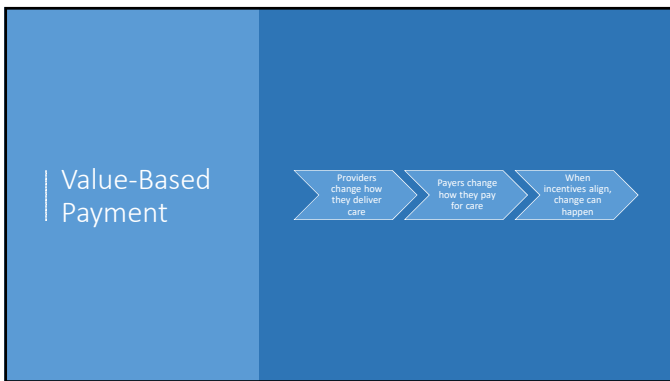 Value-Based
Payment
Providers
change how
they deliver
care
Payers change
how they pay
for care
When
incentives align,
change can
happen